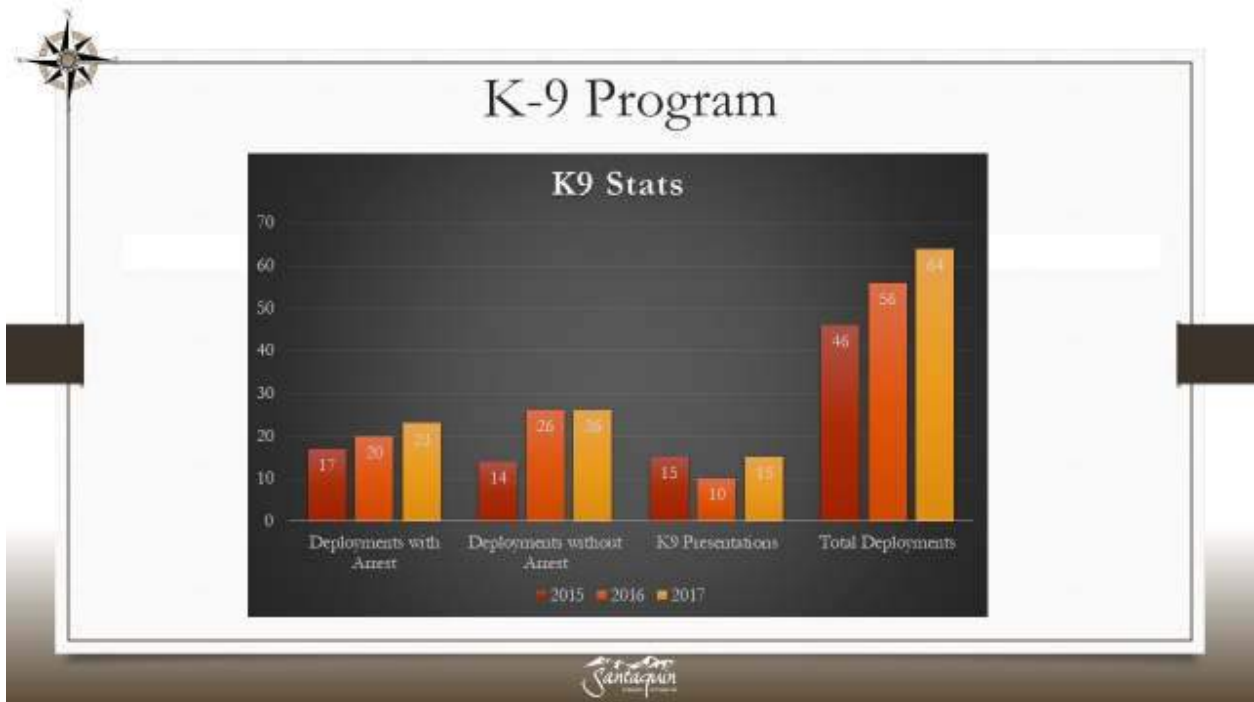 K-9 Program
K9 Stats
70
60
50
40
30
20
10
0
17
20
23
14
26
26
15
10
15
46
56
64
Deployments with
Arrest
Deployments without
Arrest
K9 Presentations
Total Deployments
2015 2016 2017
Santaquin